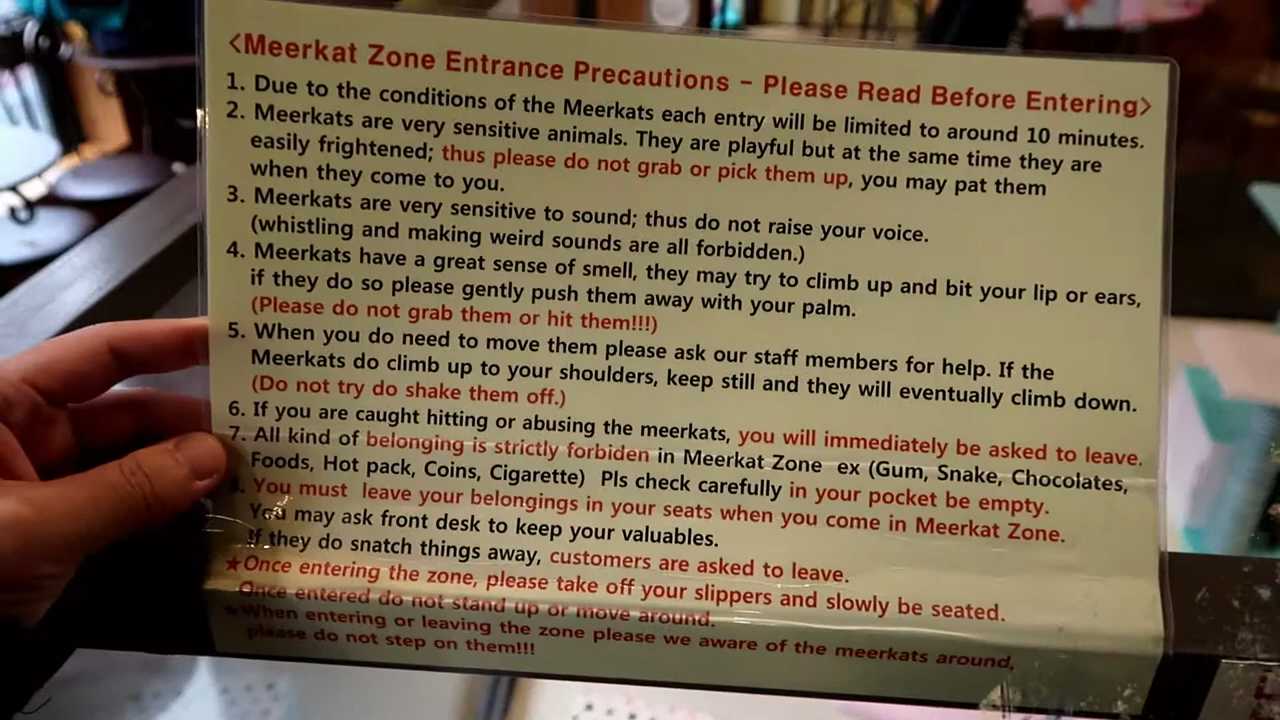 <Meerkat Zone Entrance Precautions - Please Read Before Entering>
1. Due to the conditions of the Meerkats each entry will be limited to around 10 minutes.
2. Meerkats are very sensitive animals. They are playful but at the same time they are
easily frightened; thus please do not grab or pick them up, you may pat them
when they come to you.
3. Meerkats are very sensitive to sound; thus do not raise your voice.
(whistling and making weird sounds are all forbidden.)
4. Meerkats have a great sense of smell, they may try to climb up and bit your lip or ears,
if they do so please gently push them away with your palm.
(Please do not grab them or hit them!!!)
5. When you do need to move them please ask our staff members for help. If the
Meerkats do climb up to your shoulders, keep still and they will eventually climb down.
(Do not try do shake them off.)
6. If you are caught hitting or abusing the meerkats, you will immediately be asked to leave.
7. All kind of belonging is strictly forbiden in Meerkat Zone ex (Gum, Snake, Chocolates,
Foods, Hot pack, Coins, Cigarette) Pls check carefully in your pocket be empty.
You must leave your belongings in your seats when you come in Meerkat Zone.
You may ask front desk to keep your valuables.
If they do snatch things away, customers are asked to leave.
★Once entering the zone, please take off your slippers and slowly be seated.
Once entered do not stand up or move around.
★When entering or leaving the zone please we aware of the meerkats around,
please do not step on them!!!